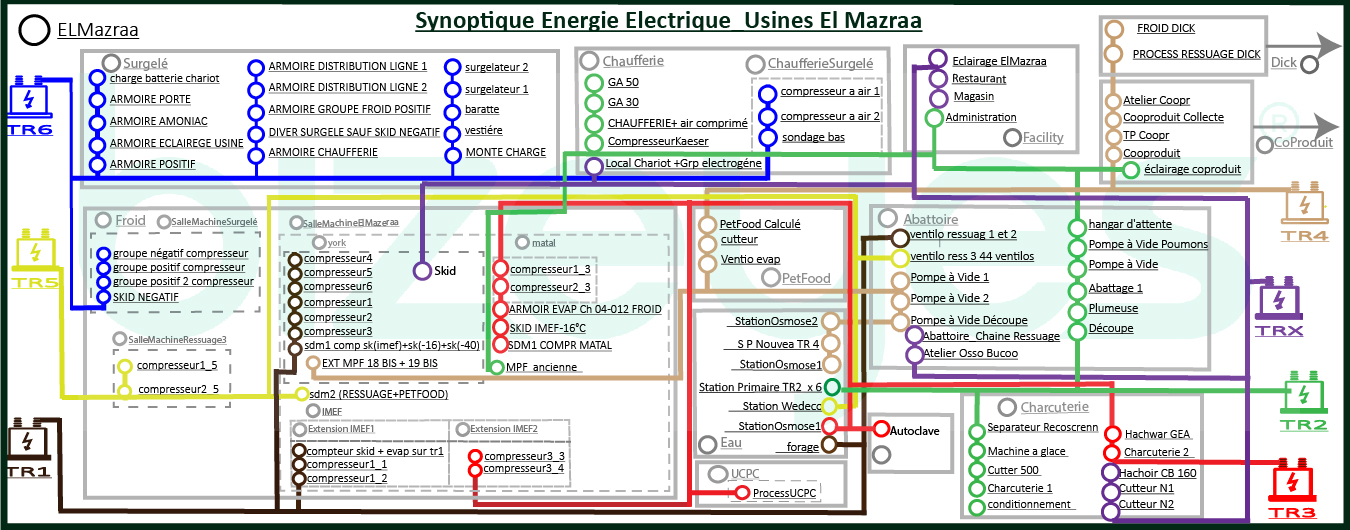 Synoptique Energie Electrique_Usines El Mazraa
ELMazraa
TR6
TR5
TR1
Surgelé
charge batterie chariot
ARMOIRE PORTE
ARMOIRE AMONIAC
ARMOIRE ECLAIREGE USINE
ARMOIRE POSITIF
ARMOIRE DISTRIBUTION LIGNE 1
ARMOIRE DISTRIBUTION LIGNE 2
ARMOIRE GROUPE FROID POSITIF
DIVER SURGELE SAUF SKID NEGATIF
ARMOIRE CHAUFFERIE
surgelateur 2
surgelateur 1
baratte
vestiére
MONTE CHARGE
Chaufferie
GA 50
GA 30
CHAUFFERIE+ air comprimé
CompresseurKaeser
Local Chariot +Grp electrogéne
ChaufferieSurgelé
compresseur a air 1
compresseur a air 2
sondage bas
Eclairage ElMazraa
Restaurant
Magasin
Administration
Facility
FROID DICK
PROCESS RESSUAGE DICK
Dick
Atelier Coopr
Cooproduit Collecte
TP Coopr
Cooproduit
éclairage coproduit
CoProduit
®
Froid
SalleMachineSurgelé
groupe négatif compresseur
groupe positif compresseur
groupe positif 2 compresseur
SKID NEGATIF
SalleMachineRessuage3
compresseur1_5
compresseur2_5
SalleMachineElMazeraa
york
compresseur4
compresseur5
compresseur6
compresseur1
compresseur2
compresseur3
sdm1 comp sk(imef)+sk(-16)+sk(-40)
EXT MPF 18 BIS + 19 BIS
sdm2 (RESSUAGE+PETFOOD)
Skid
matal
compresseur1_3
compresseur2_3
ARMOIR EVAP Ch 04-012 FROID
SKID IMEF-16°C
SDM1 COMPR MATAL
MPF_ancienne
IMEF
Extension IMEF1
compteur skid + evap sur tr1
compresseur1_1
compresseur1_2
Extension IMEF2
compresseur3_3
compresseur3_4
PetFood Calculé
cutteur
Ventio evap
PetFood
StationOsmose2
S P Nouvea TR 4
StationOsmose1
Station Primaire TR2 x 6
Station Wedecc
StationOsmose1
forage
Eau
UCPC
ProcessUCPC
Autoclave
Abattoire
ventilo ressuag 1 et 2
ventilo ress 3 44 ventilos
Pompe à Vide 1
Pompe à Vide 2
Pompe à Vide Découpe
Abattoire_Chaine Ressuage
Atelier Osso Bucoo
hangar d'attente
Pompe à Vide Poumons
Pompe à Vide
Abattage 1
Plumeuse
Découpe
Charcuterie
Separateur Recoscrenn
Machine a glace
Cutter 500
Charcuterie 1
conditionnement
Hachwar GEA
Charcuterie 2
Hachoir CB 160
Cutteur N1
Cutteur N2
TR4
TRX
TR2
TR3